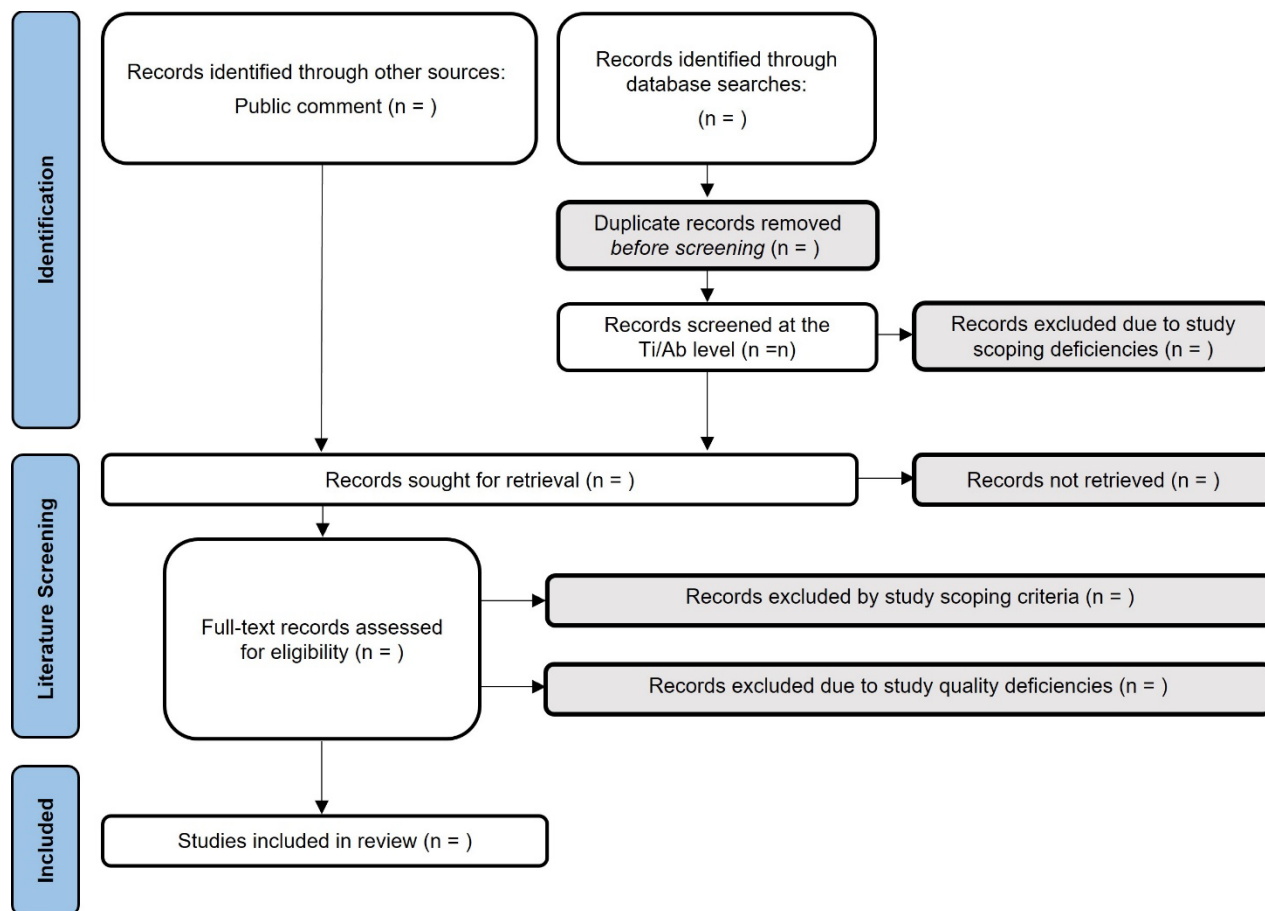 Identification
Records identified through other sources:
Public comment (n = )
Records identified through
database searches:
(n = )
Duplicate records removed
before screening (n = )
Records screened at the
Ti/Ab level (n =n)
Records excluded due to study
scoping deficiencies (n = )
Literature Screening
Records sought for retrieval (n = )
Records not retrieved (n = )
Full-text records assessed
for eligibility (n = )
Records excluded by study scoping criteria (n = )
Records excluded due to study quality deficiencies (n = )
Included
Studies included in review (n = )